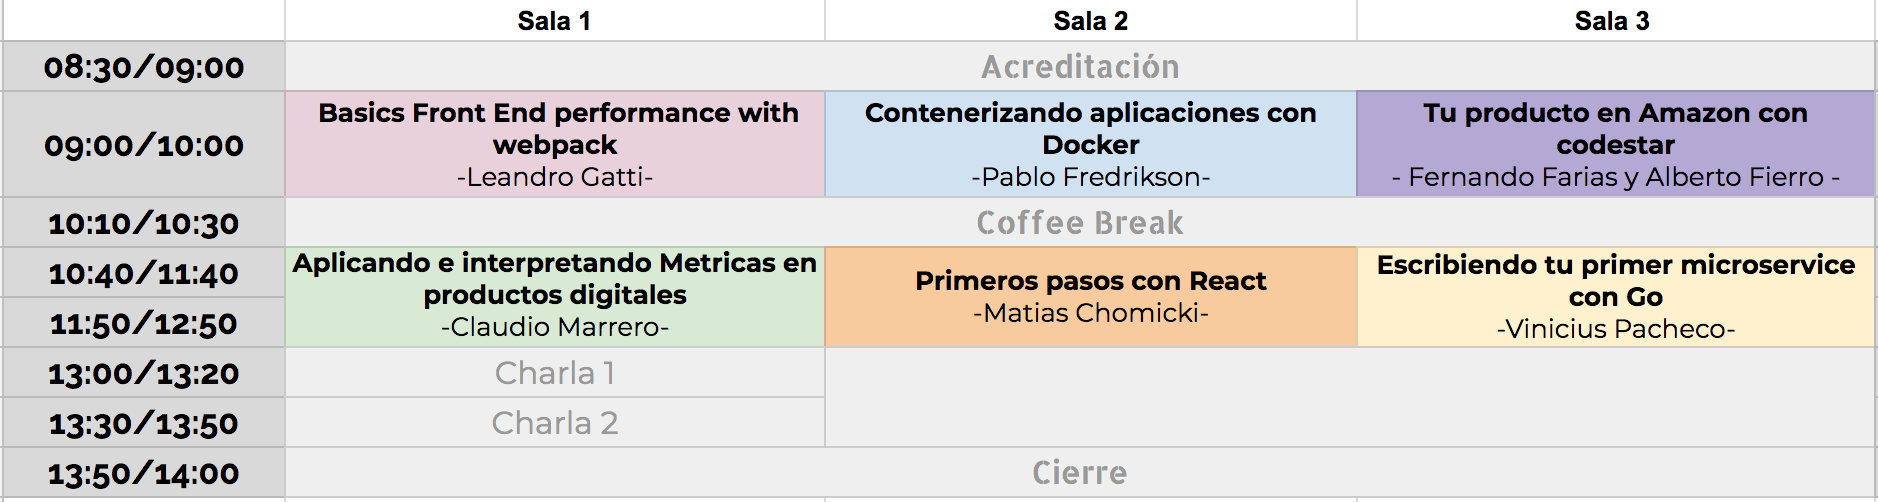 Sala 1
Sala 2
Sala 3
08:30/09:00
Acreditación
09:00/10:00
Basics Front End performance with
webpack
-Leandro Gatti-
Contenerizando aplicaciones con
Docker
-Pablo Fredrikson-
Tu producto en Amazon con
codestar
- Fernando Farias y Alberto Fierro -
10:10/10:30
Coffee Break
10:40/11:40
11:50/12:50
Aplicando e interpretando Metricas en
productos digitales
-Claudio Marrero-
Primeros pasos con React
-Matias Chomicki-
Escribiendo tu primer microservice
con Go
-Vinicius Pacheco-
13:00/13:20
Charla 1
13:30/13:50
Charla 2
13:50/14:00
Cierre